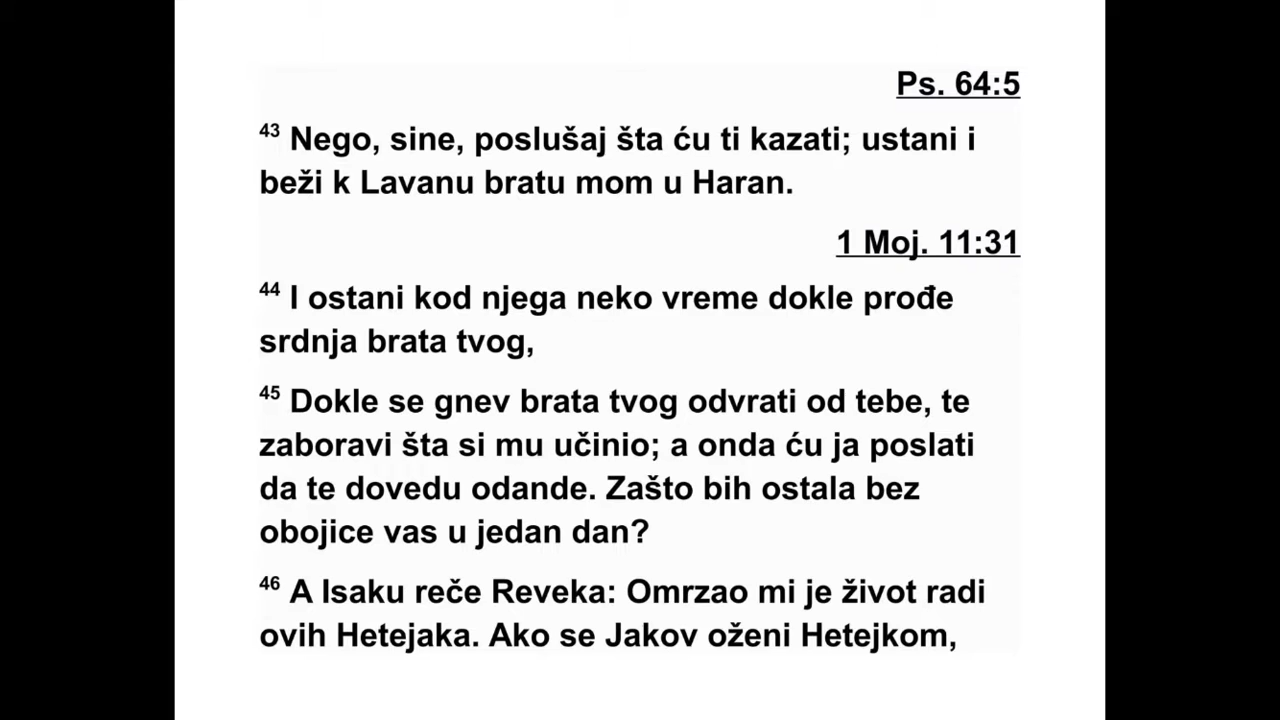 Ps. 64:5
43 Nego, sine, poslušaj šta ću ti kazati; ustani i
beži k Lavanu bratu mom u Haran.
1 Moj. 11:31
44 I ostani kod njega neko vreme dokle prođe
srdnja brata tvog,
45 Dokle se gnev brata tvog odvrati od tebe, te
zaboravi šta si mu učinio; a onda ću ja poslati
da te dovedu odande. Zašto bih ostala bez
obojice vas u jedan dan?
46 A Isaku reče Reveka: Omrzao mi je život radi
ovih Hetejaka. Ako se Jakov oženi Hetejkom,